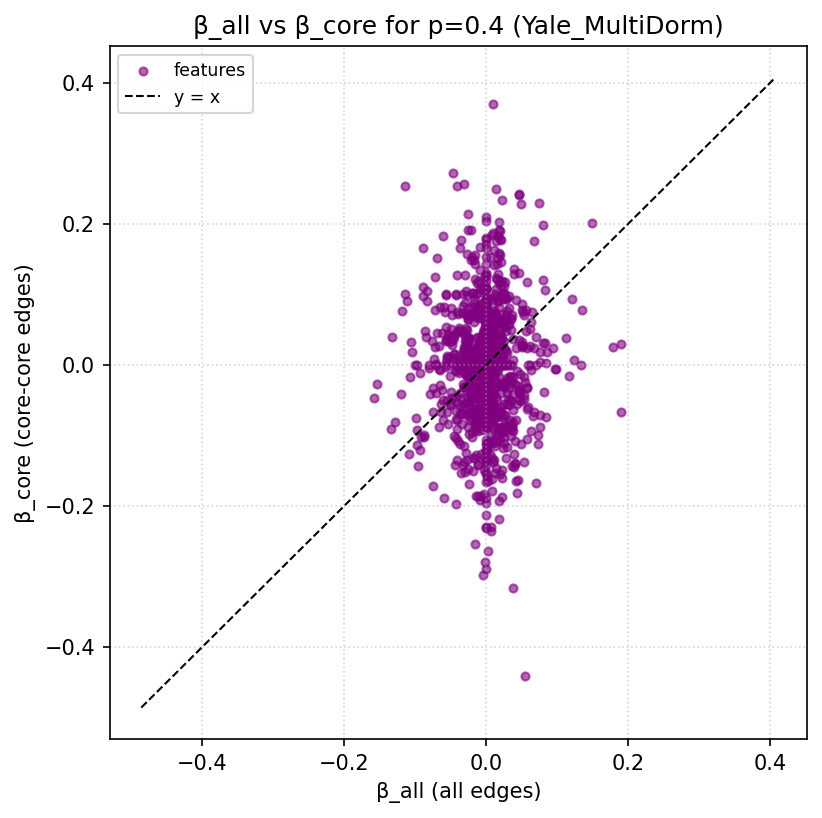 β_all vs β_core for p=0.4 (Yale_MultiDorm)
features
y = x
0.4
0.2
0.0
−0.2
−0.4
β_core (core-core edges)
−0.4 −0.2 0.0 0.2 0.4
β_all (all edges)